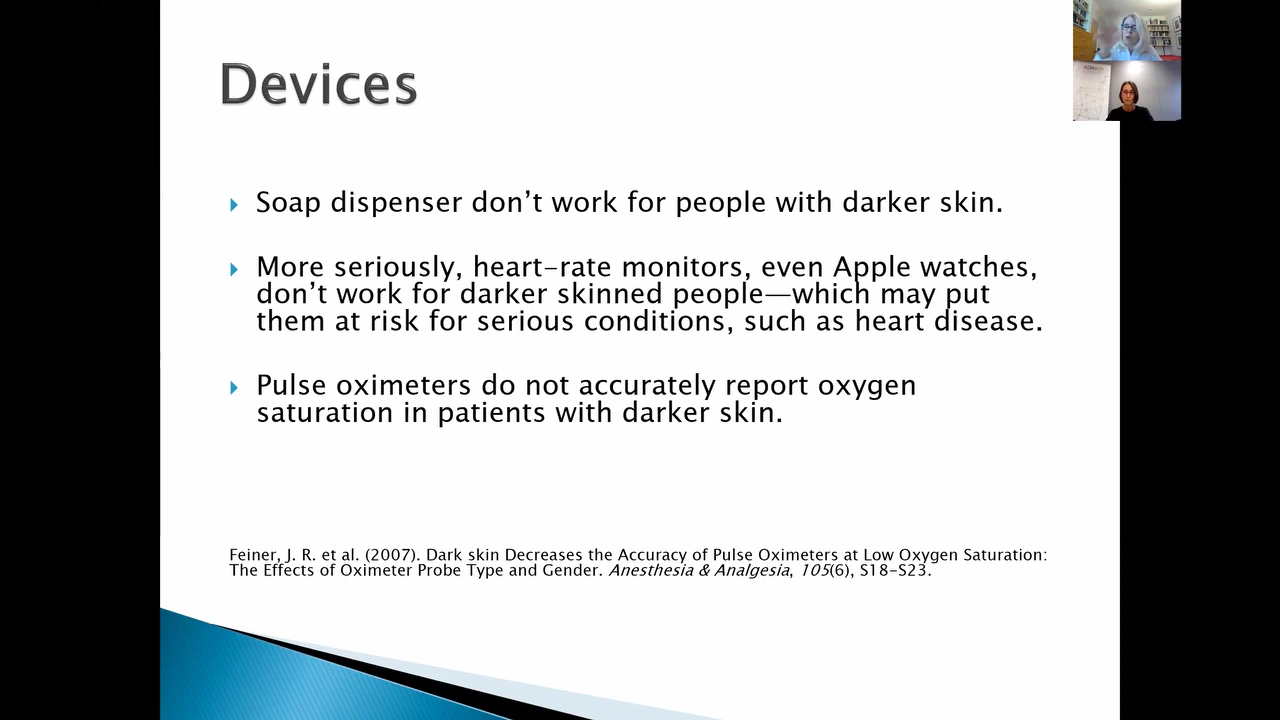 Devices
Soap dispenser don’t work for people with darker skin.
More seriously, heart-rate monitors, even Apple watches,
don’t work for darker skinned people—which may put
them at risk for serious conditions, such as heart disease.
Pulse oximeters do not accurately report oxygen
saturation in patients with darker skin.
Feiner, J. R. et al. (2007). Dark skin Decreases the Accuracy of Pulse Oximeters at Low Oxygen Saturation:
The Effects of Oximeter Probe Type and Gender. Anesthesia & Analgesia, 105(6), S18-S23.